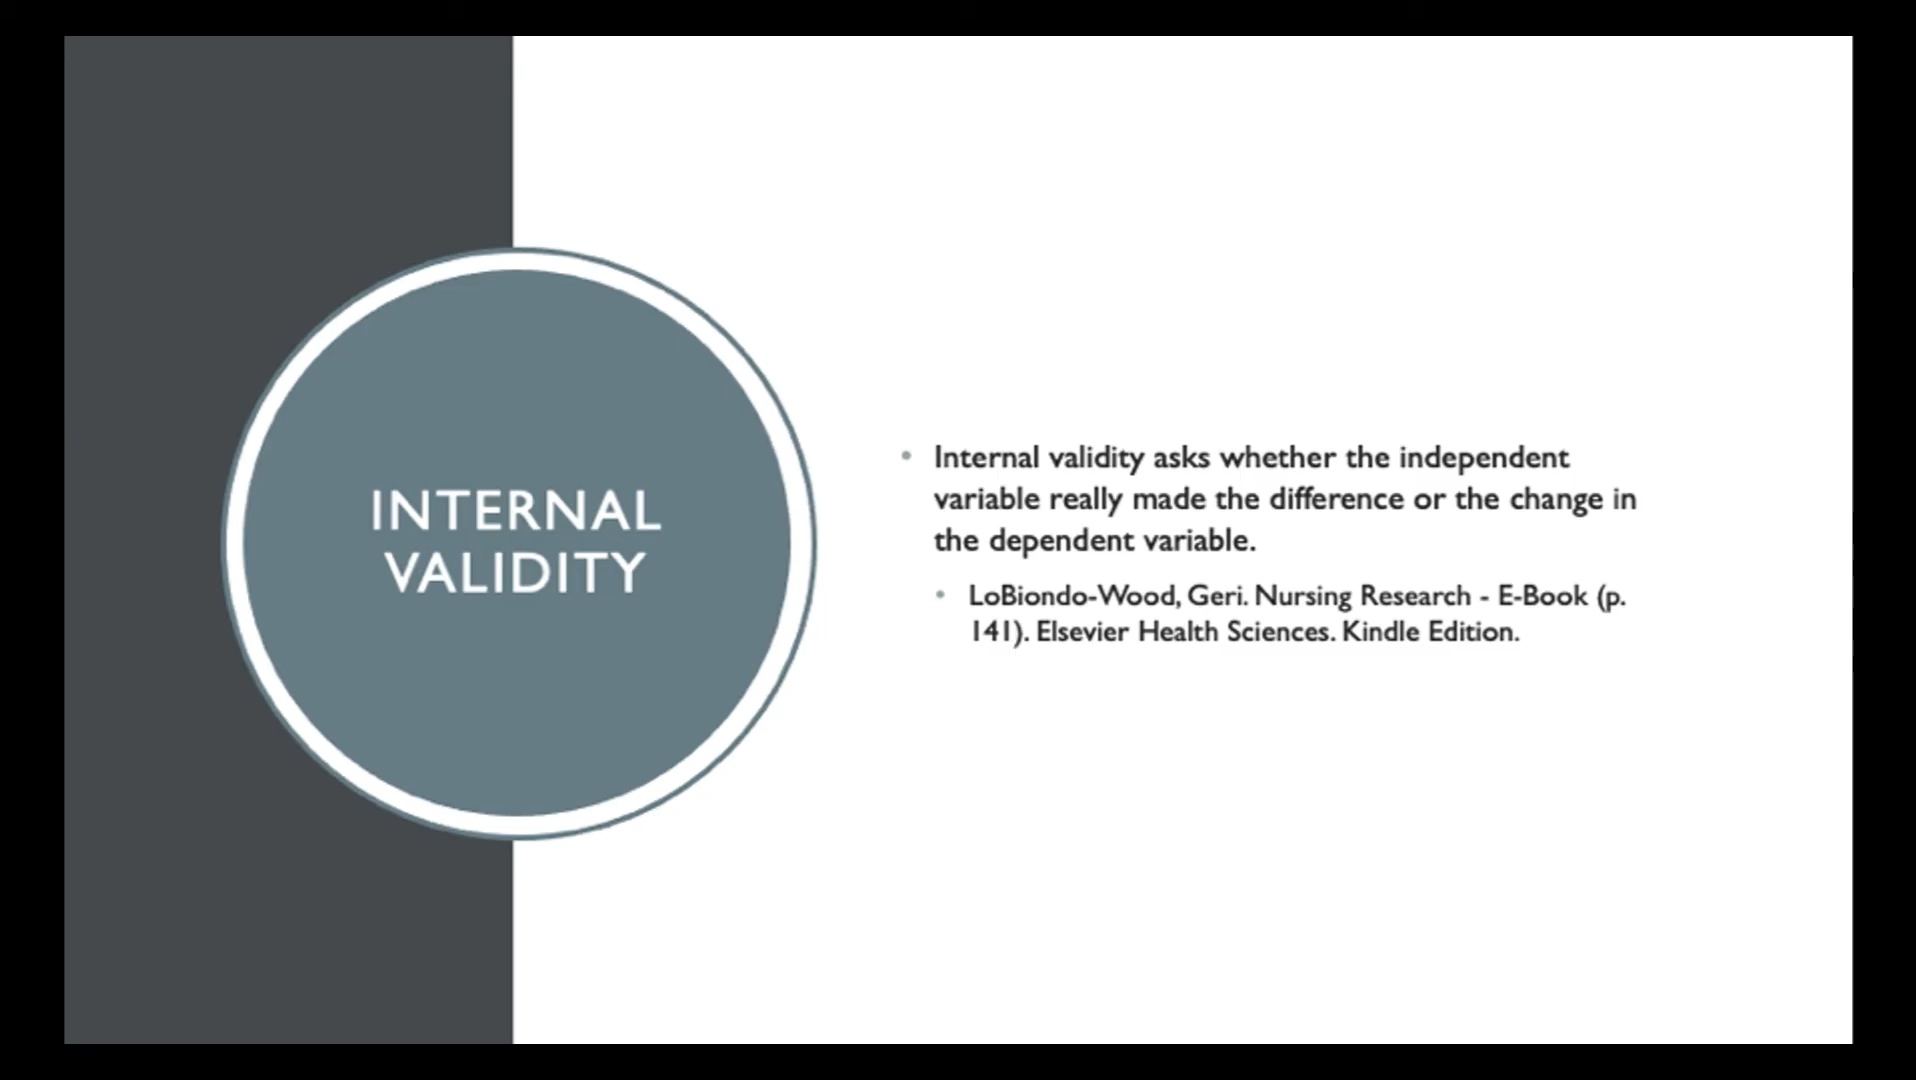 INTERNAL
VALIDITY
• Internal validity asks whether the independent
variable really made the difference or the change in
the dependent variable.
• LoBiondo-Wood, Geri. Nursing Research - E-Book (p.
141). Elsevier Health Sciences. Kindle Edition.